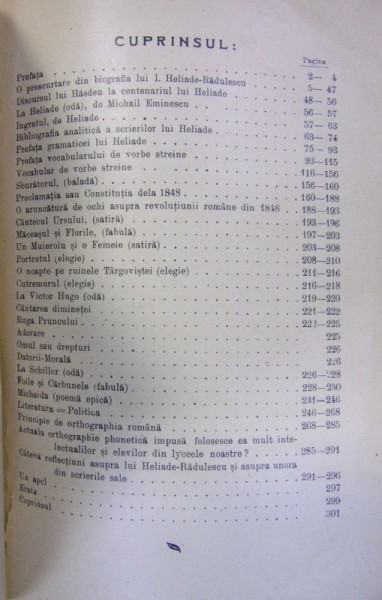 CUPRINSUL:
Pagina
Prefața 2— 4
O prescurtare din biografia lui I. Heliade-Rădulescu 5— 47
Discursul lui Hăsdeu la centenariul lui Heliade 48— 56
La Heliade (odă), de Michail Eminescu 56— 57
Ingratul, de Heliade 57— 63
Bibliografia analitică a scrierilor lui Heliade 63— 74
Prefața gramaticei lui Heliade 75— 93
Prefața vocabularului de vorbe streine 93—115
Vocabular de vorbe streine 116—156
Sburătorul, (baladă) 156—160
Proclamația sau Constituția dela 1848 160—188
O aruncătură de ochi asupra revoluțiunii române din 1848 188—193
Cântecul Ursului, (satiră) 193—196
Măceașul și Florile, (fabulă) 197—203
Un Muieroiu și o Femeie (satiră) 203—208
Portretul (elegie) 208—210
O noapte pe ruinele Târgoviștei (elegie) 211—216
Cutremurul (elegie) 216—218
La Victor Hugo (odă) 219—220
Cântarea dimineței 221—222
Ruga Pruncului 223—225
Adorare 225
Omul sau drepturi 226
Datorii-Morală 226
La Schiller (odă) 226—228
Foile și Cărbunele (fabulă) 228—230
Michaida (poemă epică) 231—246
Literatura = Politica 246—268
Principie de orthographia română 268—285
Actuala orthographie phonetică impusă folosesce ea mult inte-
lectualilor și elevilor din lyceele noastre? 285—291
Câteva reflecțiuni asupra lui Heliade-Rădulescu și asupra unora
din scrierile sale 291—296
Un apel 297
Erata 299
Cuprinsul 301